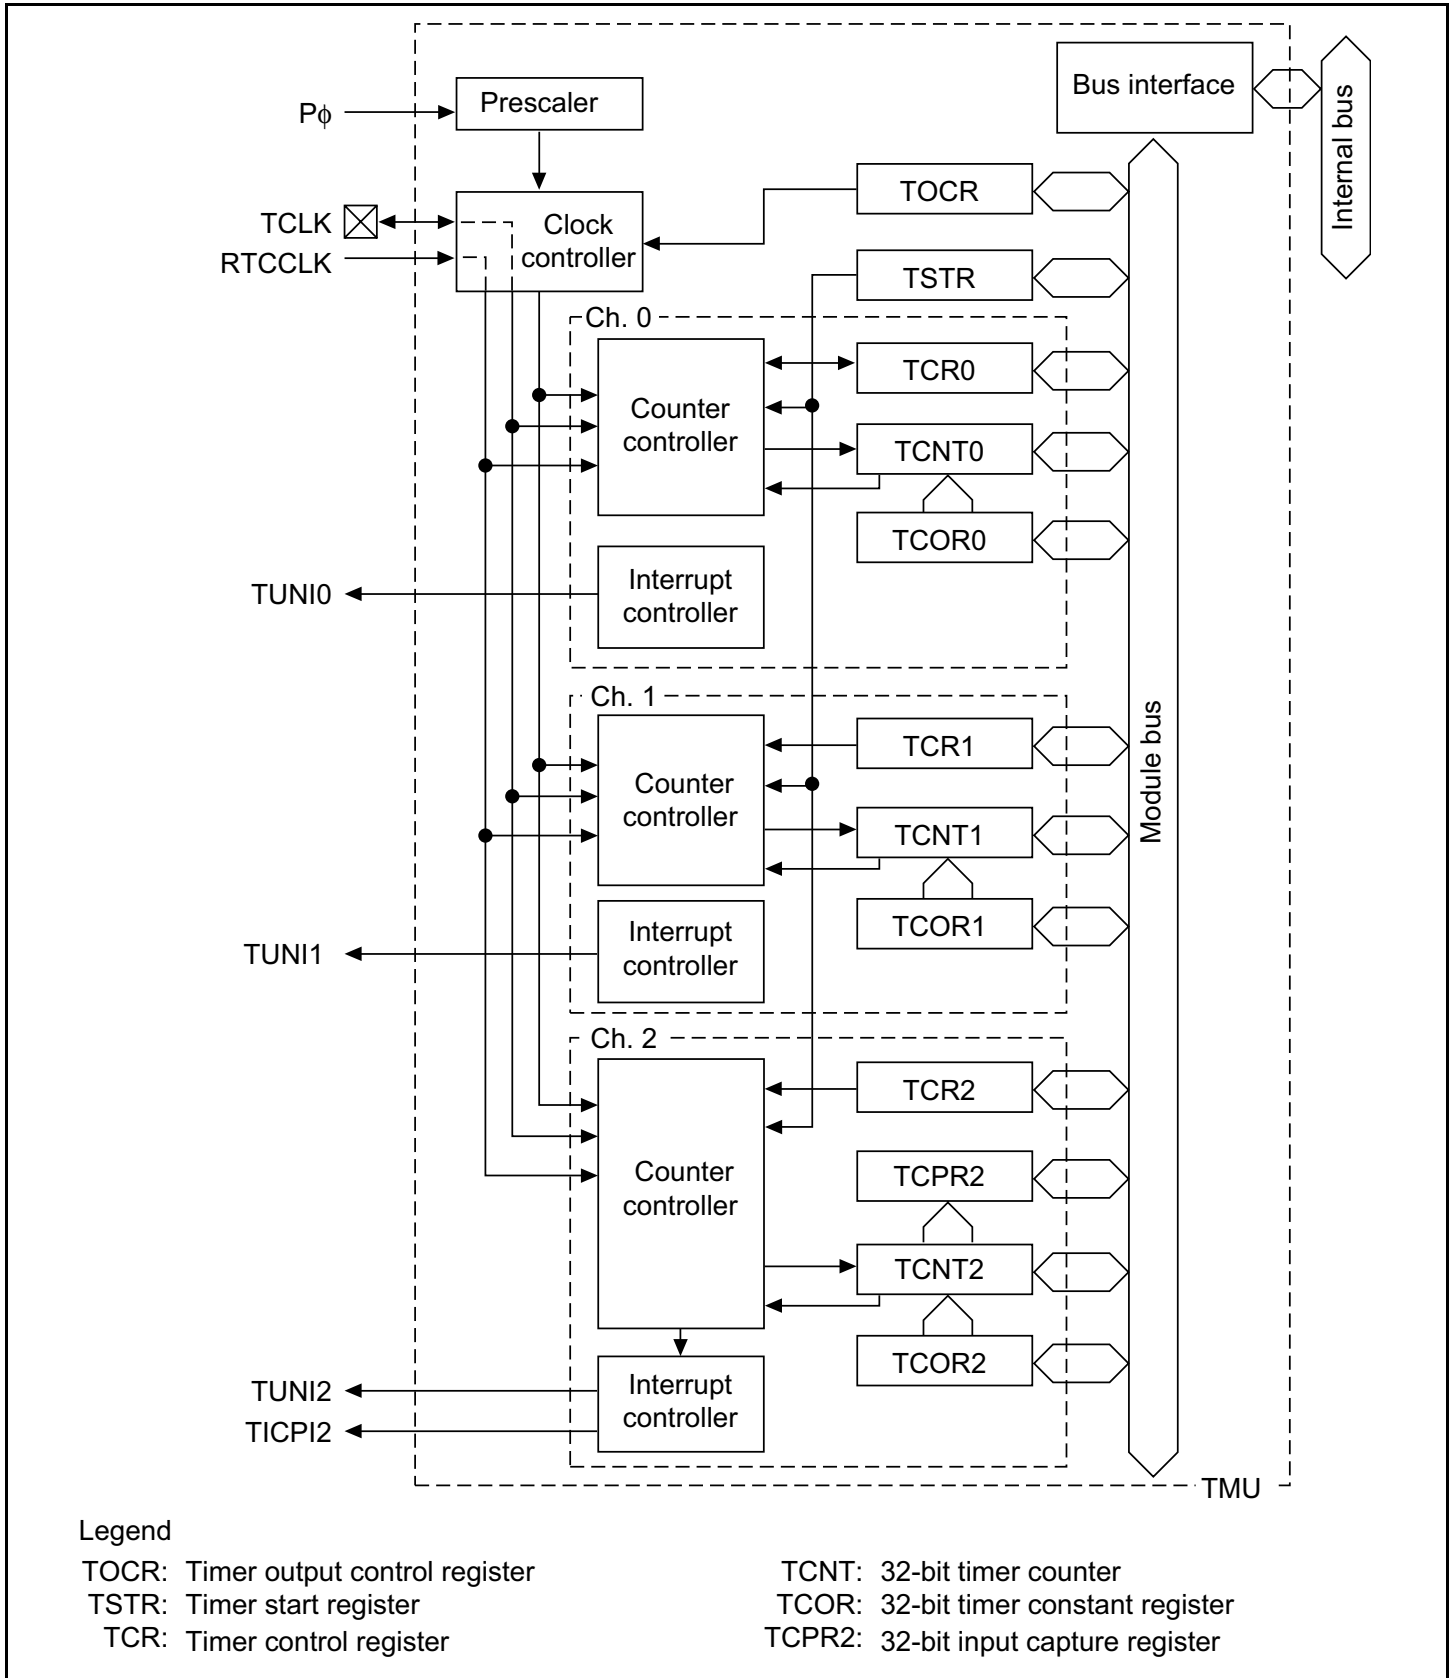 Pϕ
Prescaler
Bus interface
Internal bus
TCLK
RTCCLK
Clock
controller
TOCR
TSTR
Ch. 0
Counter
controller
TCR0
TCNT0
TCOR0
TUNI0
Interrupt
controller
Ch. 1
Counter
controller
TCR1
TCNT1
TCOR1
Module bus
TUNI1
Interrupt
controller
Ch. 2
Counter
controller
TCR2
TCPR2
TCNT2
TCOR2
TUNI2
TICPI2
Interrupt
controller
TMU
Legend
TOCR: Timer output control register
TSTR: Timer start register
TCR: Timer control register
TCNT: 32-bit timer counter
TCOR: 32-bit timer constant register
TCPR2: 32-bit input capture register